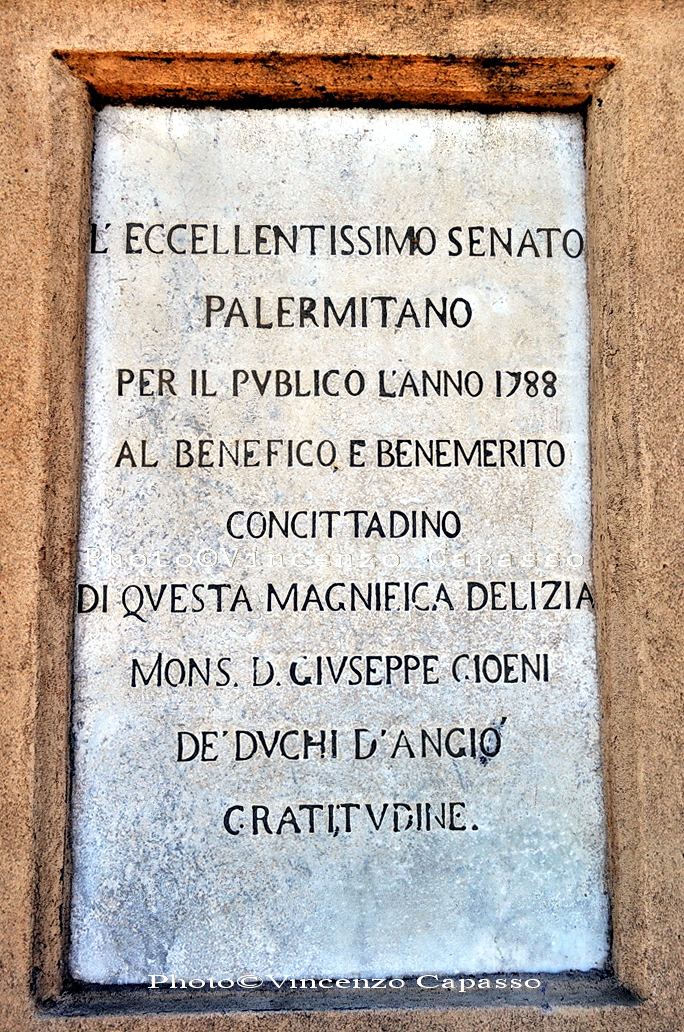 L' ECCELLENTISSIMO SENATO
PALERMITANO
PER IL PVBLICO L'ANNO 1788
AL BENEFICO, E BENEMERITO
CONCITTADINO
Photo©Vincenzo Capasso
DI QVESTA MAGNIFICA DELIZIA
MONS. D. GIVSEPPE GIOENI
DE' DVCHI D'ANGIO'
GRATITVDINE.
Photo©Vincenzo Capasso